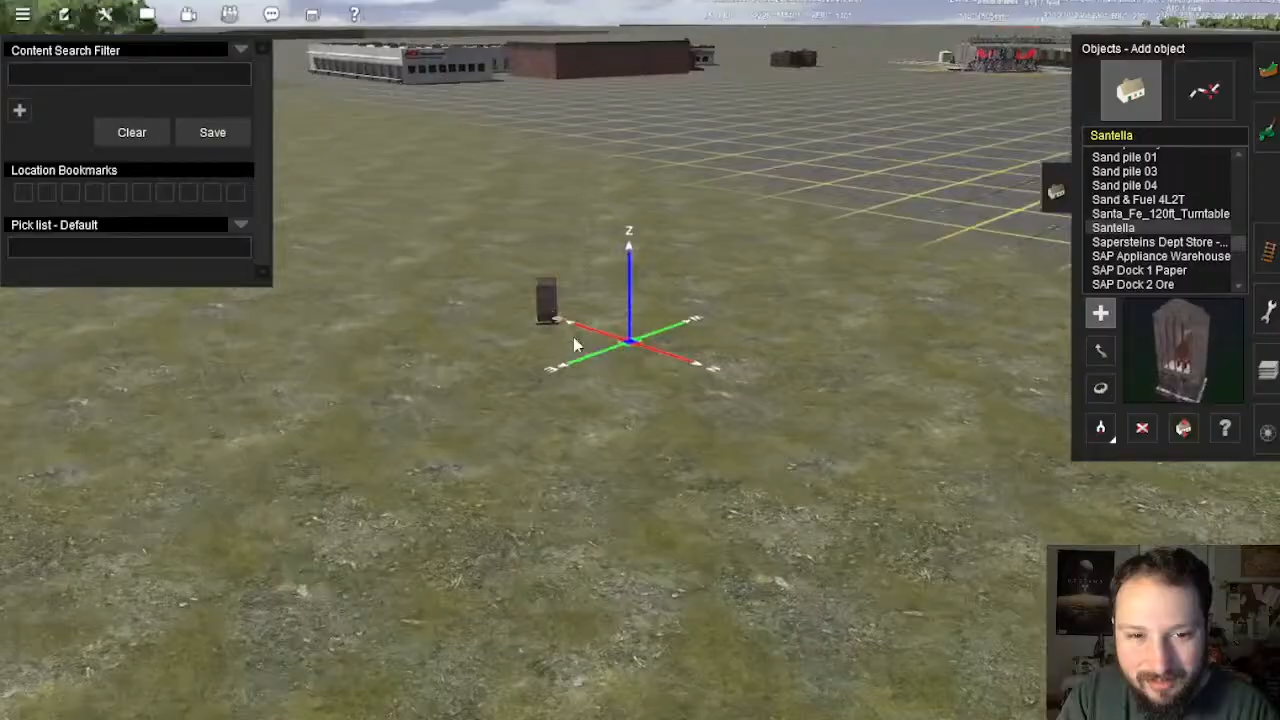 Content Search Filter
Clear
Save
Location Bookmarks
Pick list - Default
Z
Objects - Add object
Santella
Sand pile 01
Sand pile 03
Sand pile 04
Sand & Fuel 4L2T
Santa_Fe_120ft_Turntable
Santella
Sapersteins Dept Store -...
SAP Appliance Warehouse
SAP Dock 1 Paper
SAP Dock 2 Ore